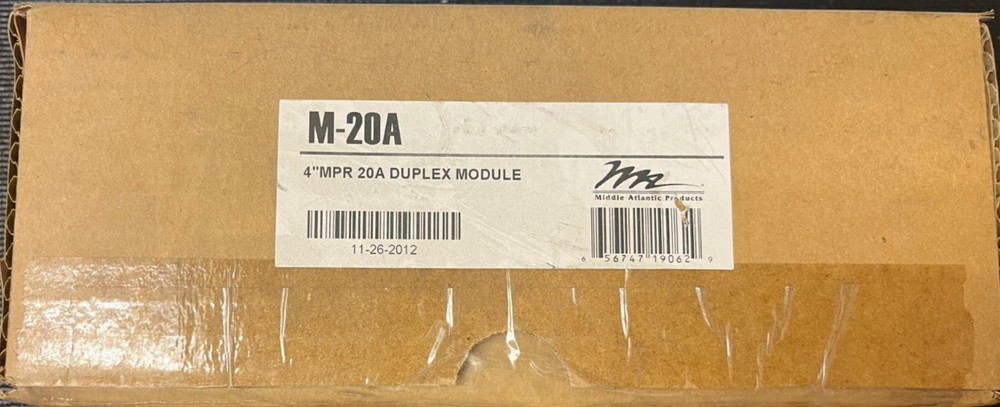 M-20A
4"MPR 20A DUPLEX MODULE
Middle Atlantic Products
11-26-2012
6 56747 19062 9